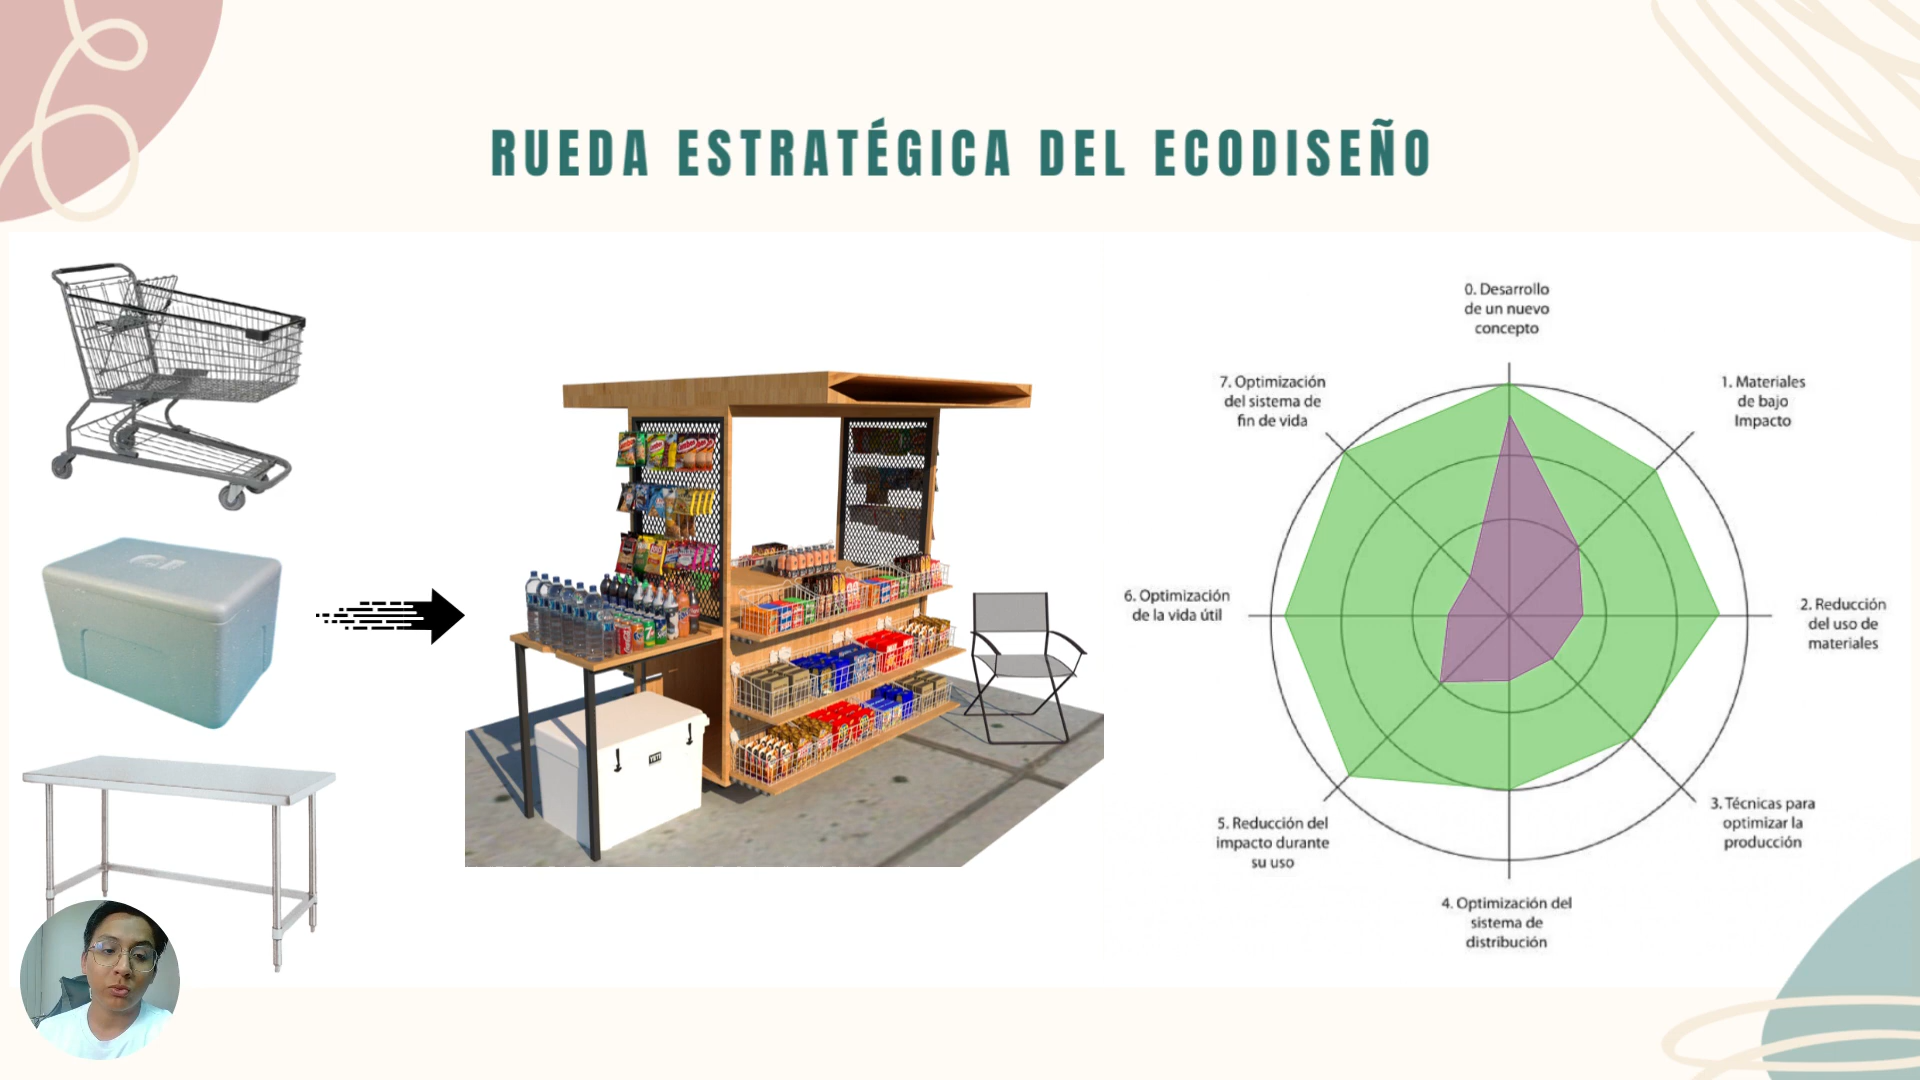 RUEDA ESTRATÉGICA DEL ECODISEÑO
0. Desarrollo
de un nuevo
concepto
1. Materiales
de bajo
Impacto
2. Reducción
del uso de
materiales
3. Técnicas para
optimizar la
producción
4. Optimización del
sistema de
distribución
5. Reducción del
impacto durante
su uso
6. Optimización
de la vida útil
7. Optimización
del sistema de
fin de vida
YETI